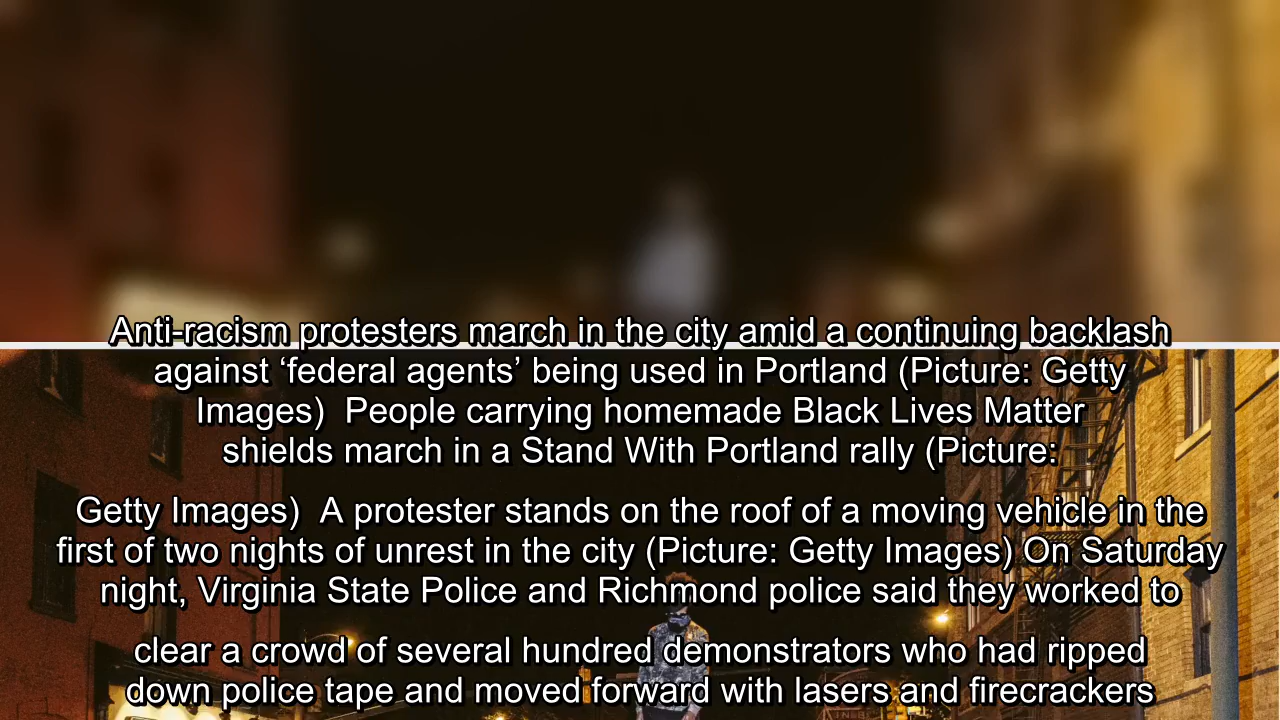 Anti-racism protesters march in the city amid a continuing backlash
against ‘federal agents’ being used in Portland (Picture: Getty
Images)  People carrying homemade Black Lives Matter
shields march in a Stand With Portland rally (Picture:
Getty Images)  A protester stands on the roof of a moving vehicle in the
first of two nights of unrest in the city (Picture: Getty Images) On Saturday
night, Virginia State Police and Richmond police said they worked to
clear a crowd of several hundred demonstrators who had ripped
down police tape and moved forward with lasers and firecrackers